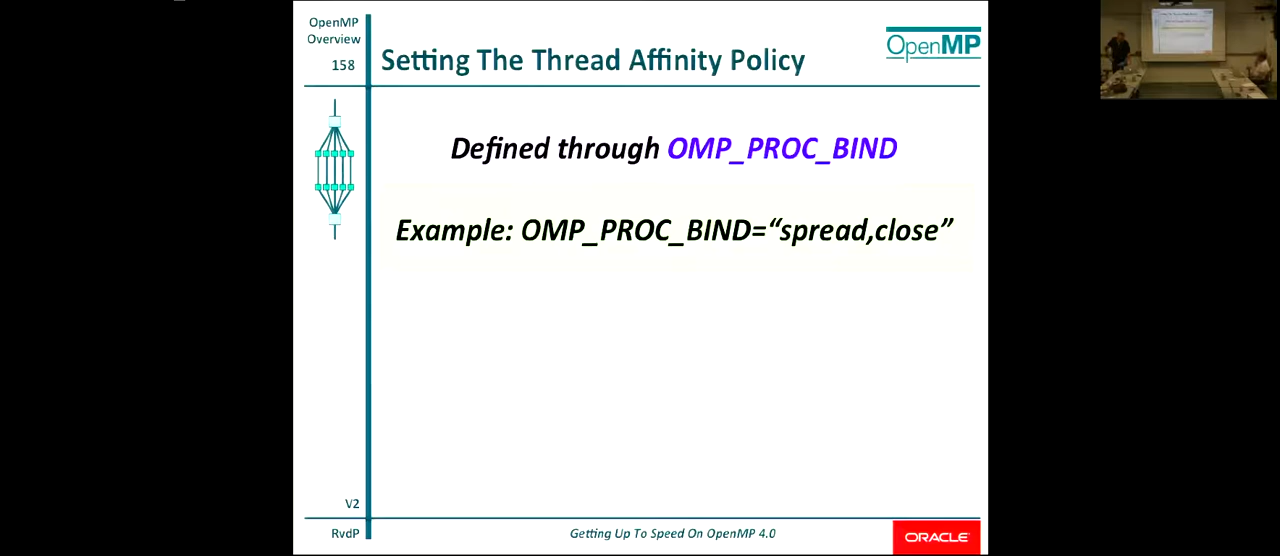 OpenMP
Overview
158
Setting The Thread Affinity Policy
OpenMP
Defined through OMP_PROC_BIND
Example: OMP_PROC_BIND=“spread,close”
V2
RvdP
Getting Up To Speed On OpenMP 4.0
ORACLE